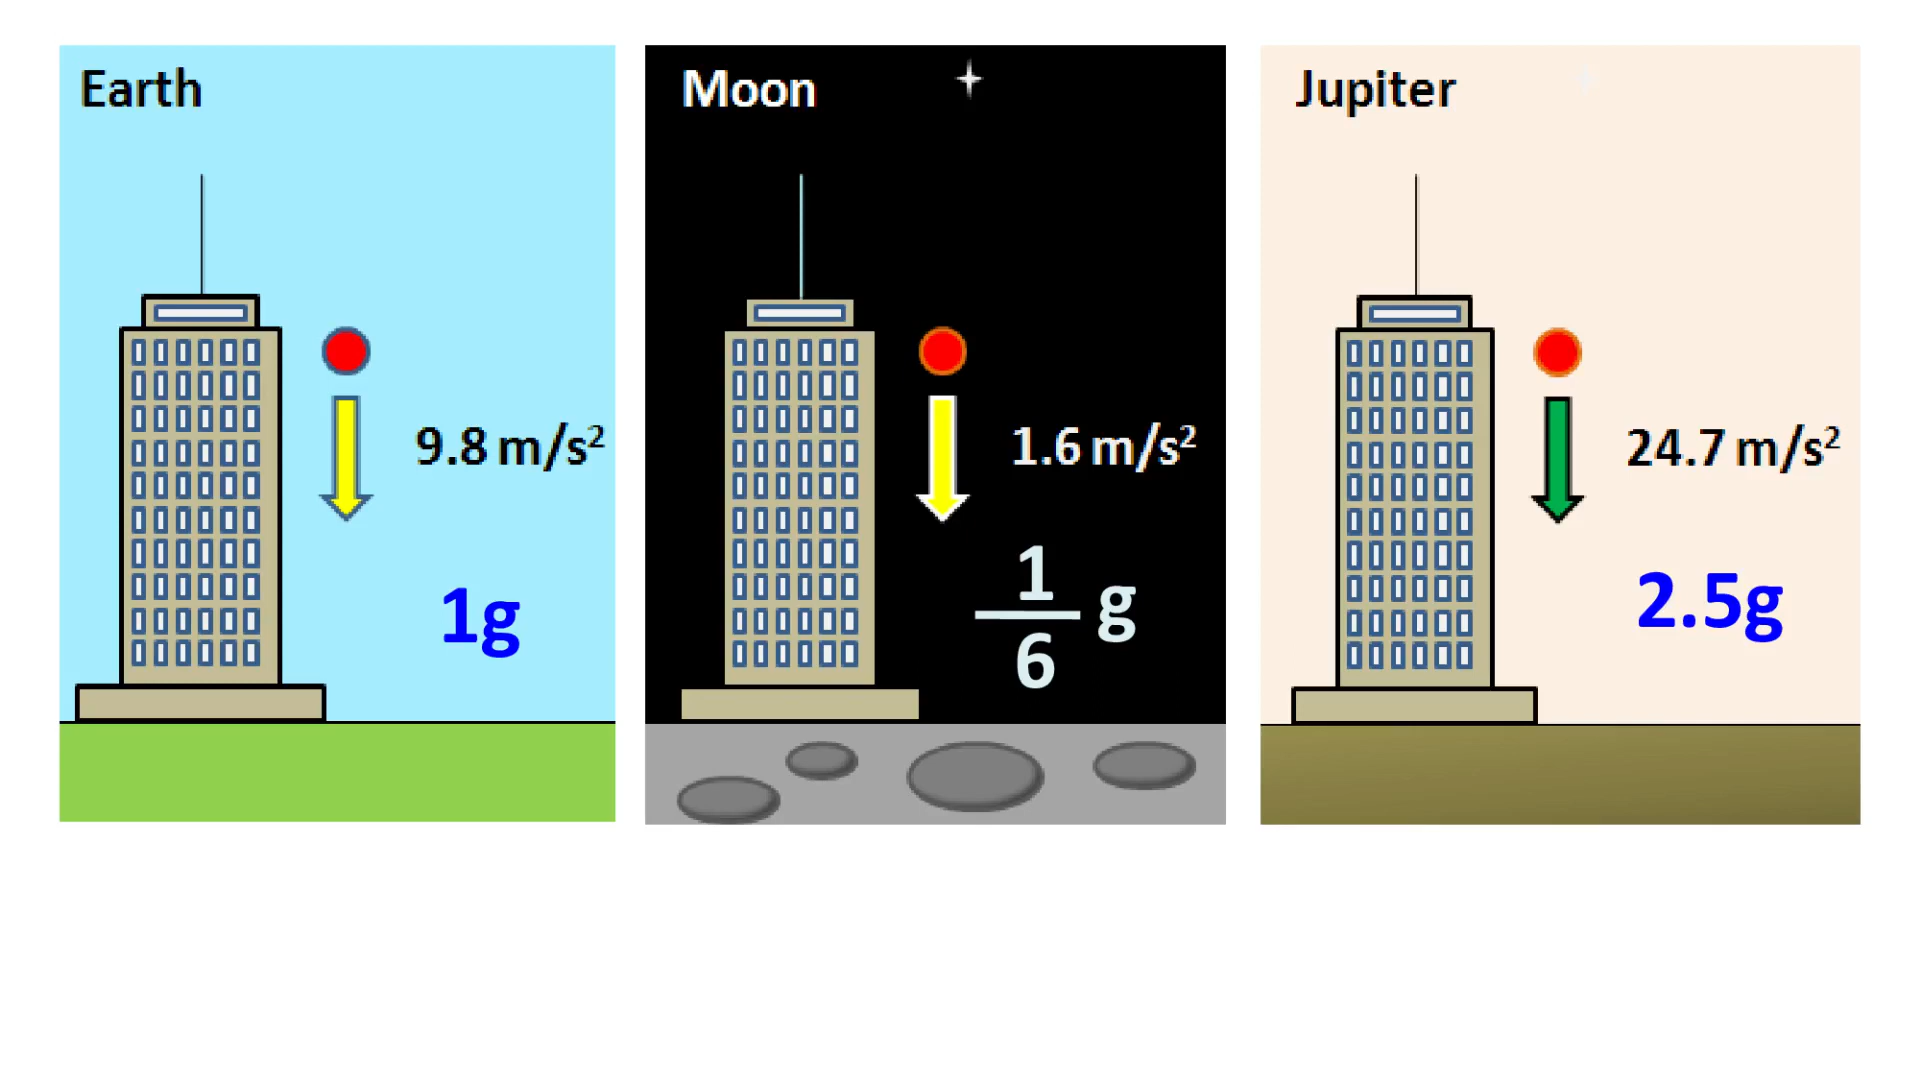 Earth
9.8 m/s²
1g
Moon
1.6 m/s²
1
6
g
Jupiter
24.7 m/s²
2.5g